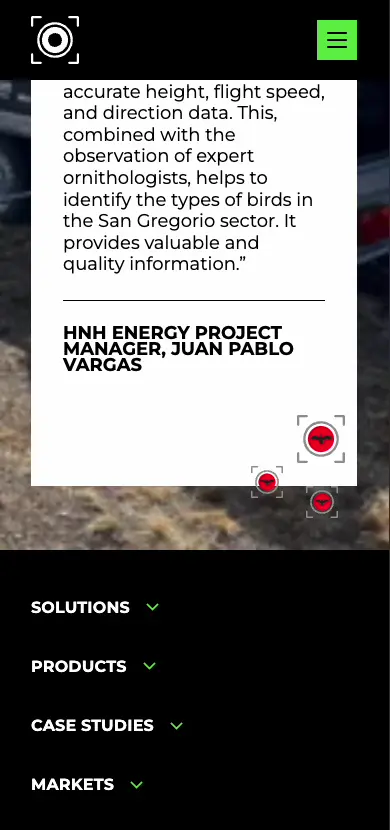 accurate height, flight speed,
and direction data. This,
combined with the
observation of expert
ornithologists, helps to
identify the types of birds in
the San Gregorio sector. It
provides valuable and
quality information.”
HNH ENERGY PROJECT
MANAGER, JUAN PABLO
VARGAS
SOLUTIONS
PRODUCTS
CASE STUDIES
MARKETS